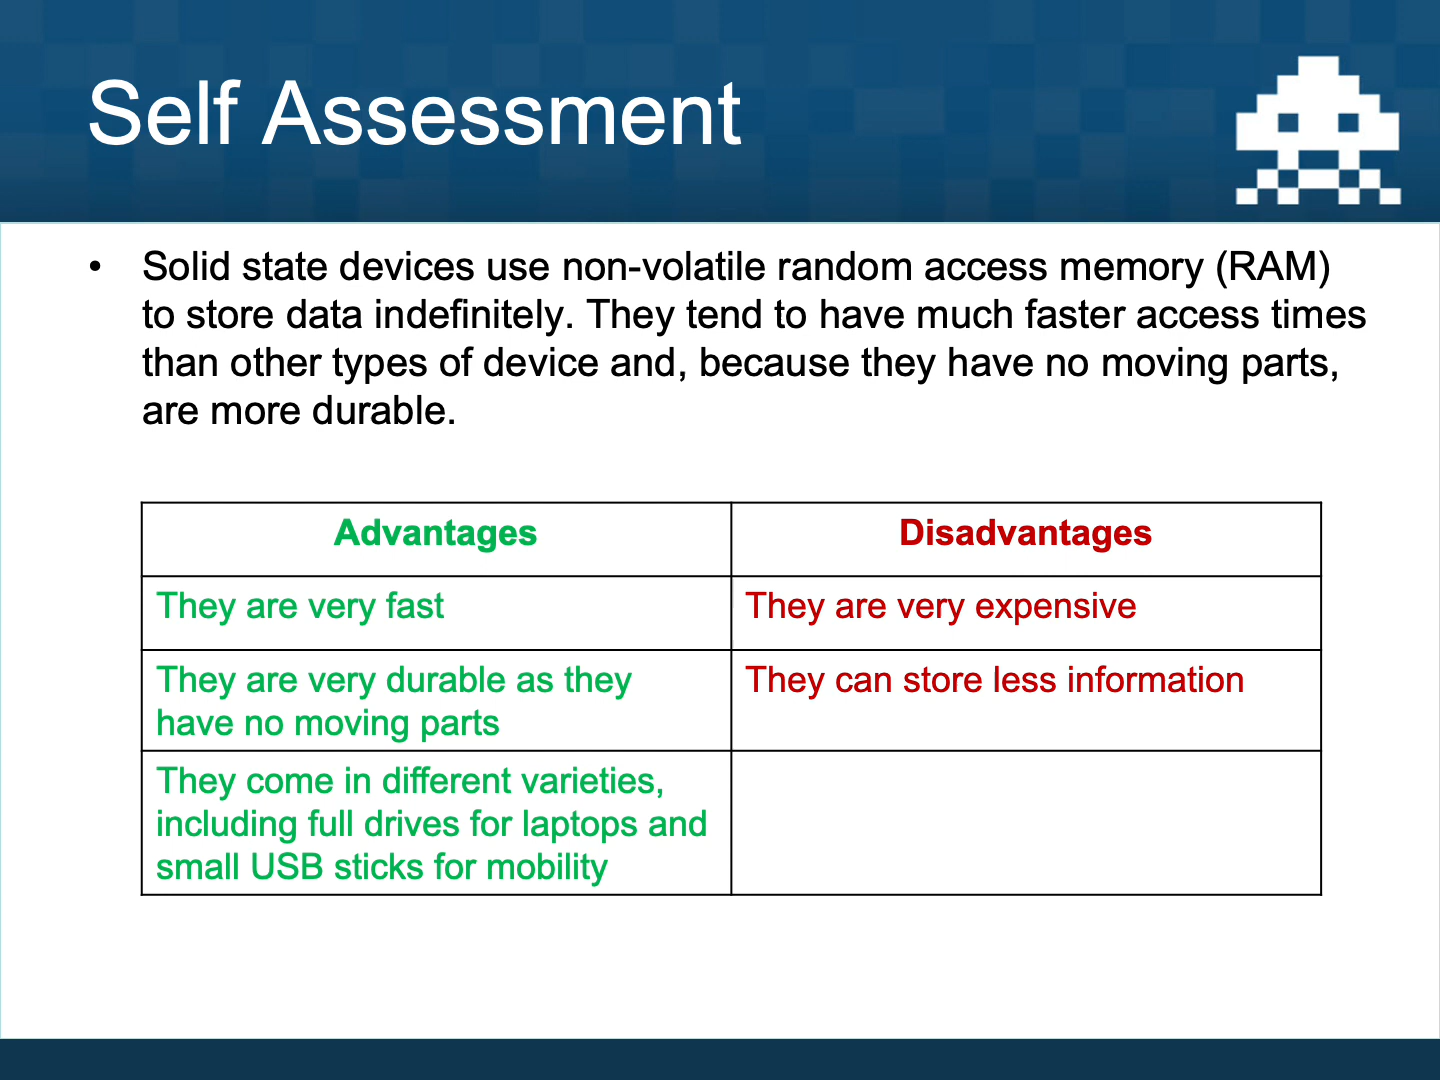 Self Assessment
• Solid state devices use non-volatile random access memory (RAM)
to store data indefinitely. They tend to have much faster access times
than other types of device and, because they have no moving parts,
are more durable.
Advantages
Disadvantages
They are very fast
They are very expensive
They are very durable as they
have no moving parts
They can store less information
They come in different varieties,
including full drives for laptops and
small USB sticks for mobility